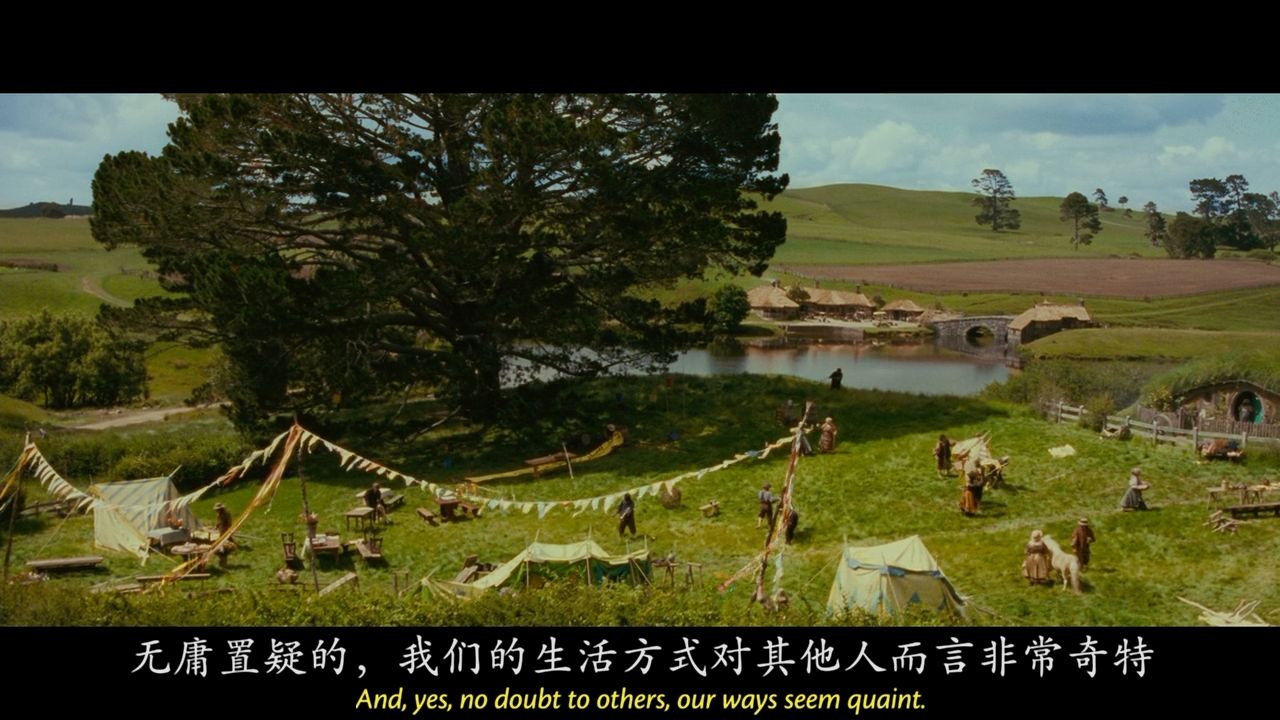 无庸置疑的，我们的生活方式对其他人而言非常奇特
And, yes, no doubt to others, our ways seem quaint.